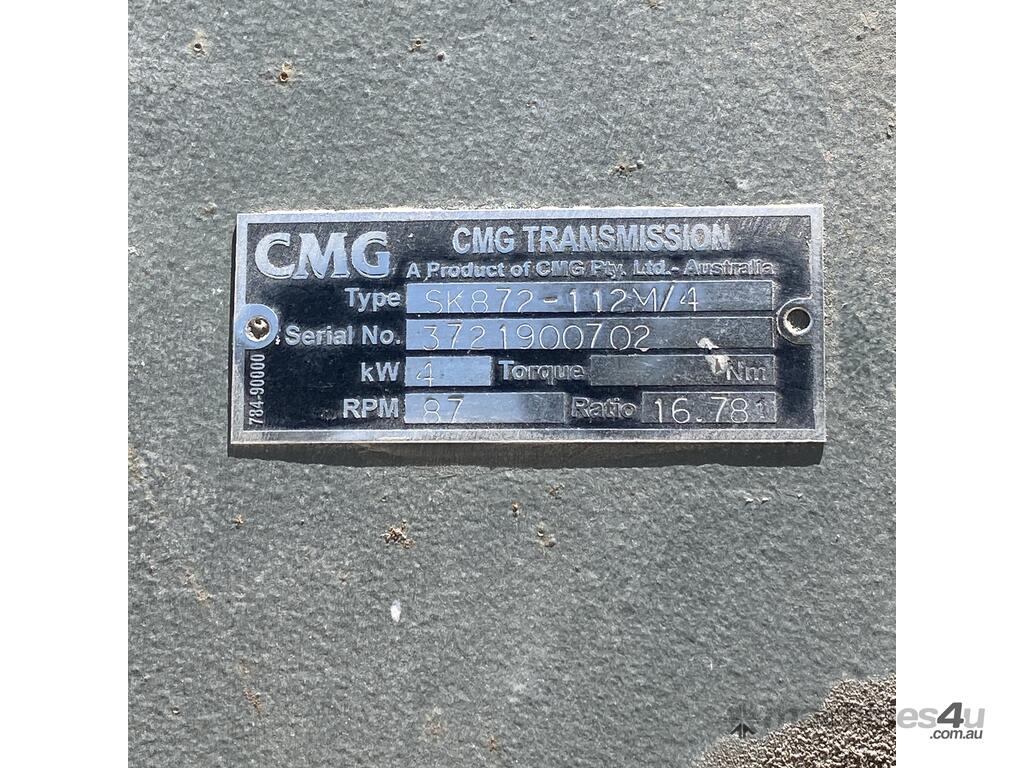 CMG CMG TRANSMISSION
A Product of CMG Pty. Ltd.- Australia
Type SK872-112M/4
Serial No. 3721900702
kW 4 Torque Nm
RPM 87 Ratio 16.781
784-90000
es4u
.com.au